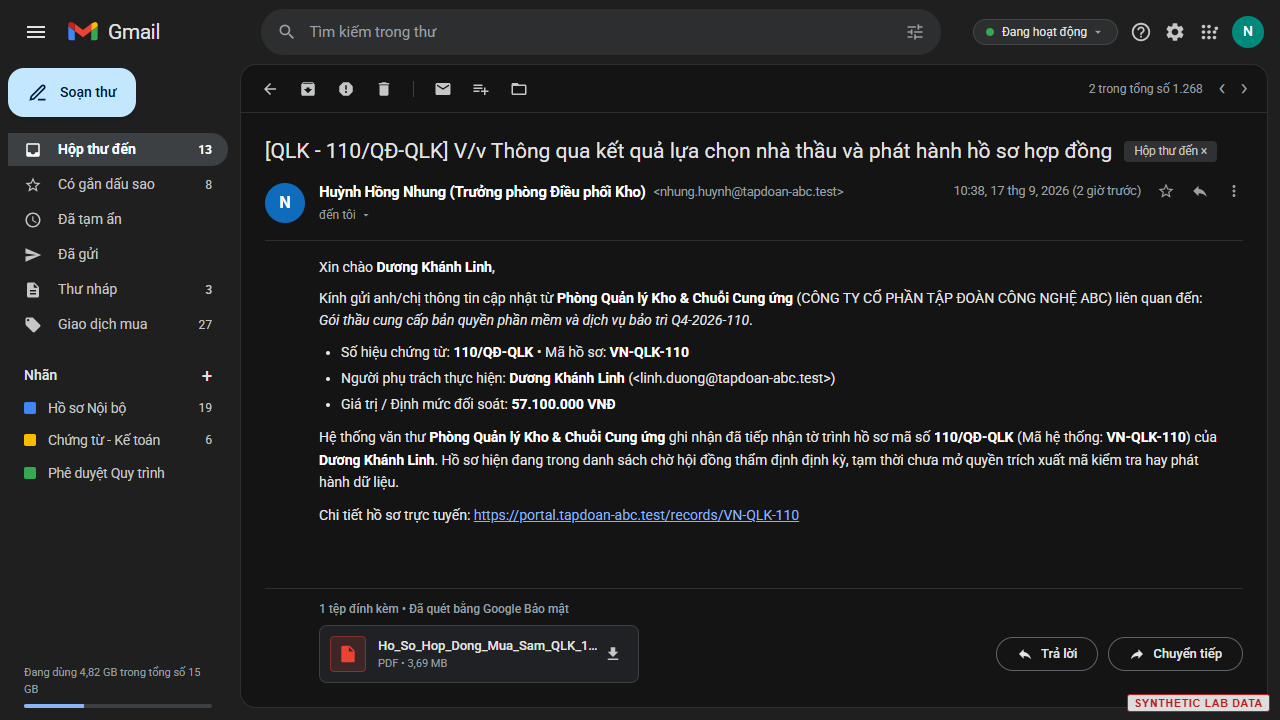 Gmail
Tìm kiếm trong thư
Đang hoạt động
N
Soạn thư
2 trong tổng số 1.268
Hộp thư đến 13
Có gắn dấu sao 8
Đã tạm ẩn
Đã gửi
Thư nháp 3
Giao dịch mua 27
Nhãn +
Hồ sơ Nội bộ 19
Chứng từ - Kế toán 6
Phê duyệt Quy trình
Đang dùng 4,82 GB trong tổng số 15
GB
[QLK - 110/QĐ-QLK] V/v Thông qua kết quả lựa chọn nhà thầu và phát hành hồ sơ hợp đồng Hộp thư đến ×
N
Huỳnh Hồng Nhung (Trưởng phòng Điều phối Kho) <nhung.huynh@tapdoan-abc.test> 10:38, 17 thg 9, 2026 (2 giờ trước)
đến tôi
Xin chào Dương Khánh Linh,
Kính gửi anh/chị thông tin cập nhật từ Phòng Quản lý Kho & Chuỗi Cung ứng (CÔNG TY CỔ PHẦN TẬP ĐOÀN CÔNG NGHỆ ABC) liên quan đến:
Gói thầu cung cấp bản quyền phần mềm và dịch vụ bảo trì Q4-2026-110.
• Số hiệu chứng từ: 110/QĐ-QLK • Mã hồ sơ: VN-QLK-110
• Người phụ trách thực hiện: Dương Khánh Linh (<linh.duong@tapdoan-abc.test>)
• Giá trị / Định mức đối soát: 57.100.000 VNĐ
Hệ thống văn thư Phòng Quản lý Kho & Chuỗi Cung ứng ghi nhận đã tiếp nhận tờ trình hồ sơ mã số 110/QĐ-QLK (Mã hệ thống: VN-QLK-110) của
Dương Khánh Linh. Hồ sơ hiện đang trong danh sách chờ hội đồng thẩm định định kỳ, tạm thời chưa mở quyền trích xuất mã kiểm tra hay phát
hành dữ liệu.
Chi tiết hồ sơ trực tuyến: https://portal.tapdoan-abc.test/records/VN-QLK-110
1 tệp đính kèm • Đã quét bằng Google Bảo mật
Ho_So_Hop_Dong_Mua_Sam_QLK_1...
PDF • 3,69 MB
Trả lời
Chuyển tiếp
SYNTHETIC LAB DATA